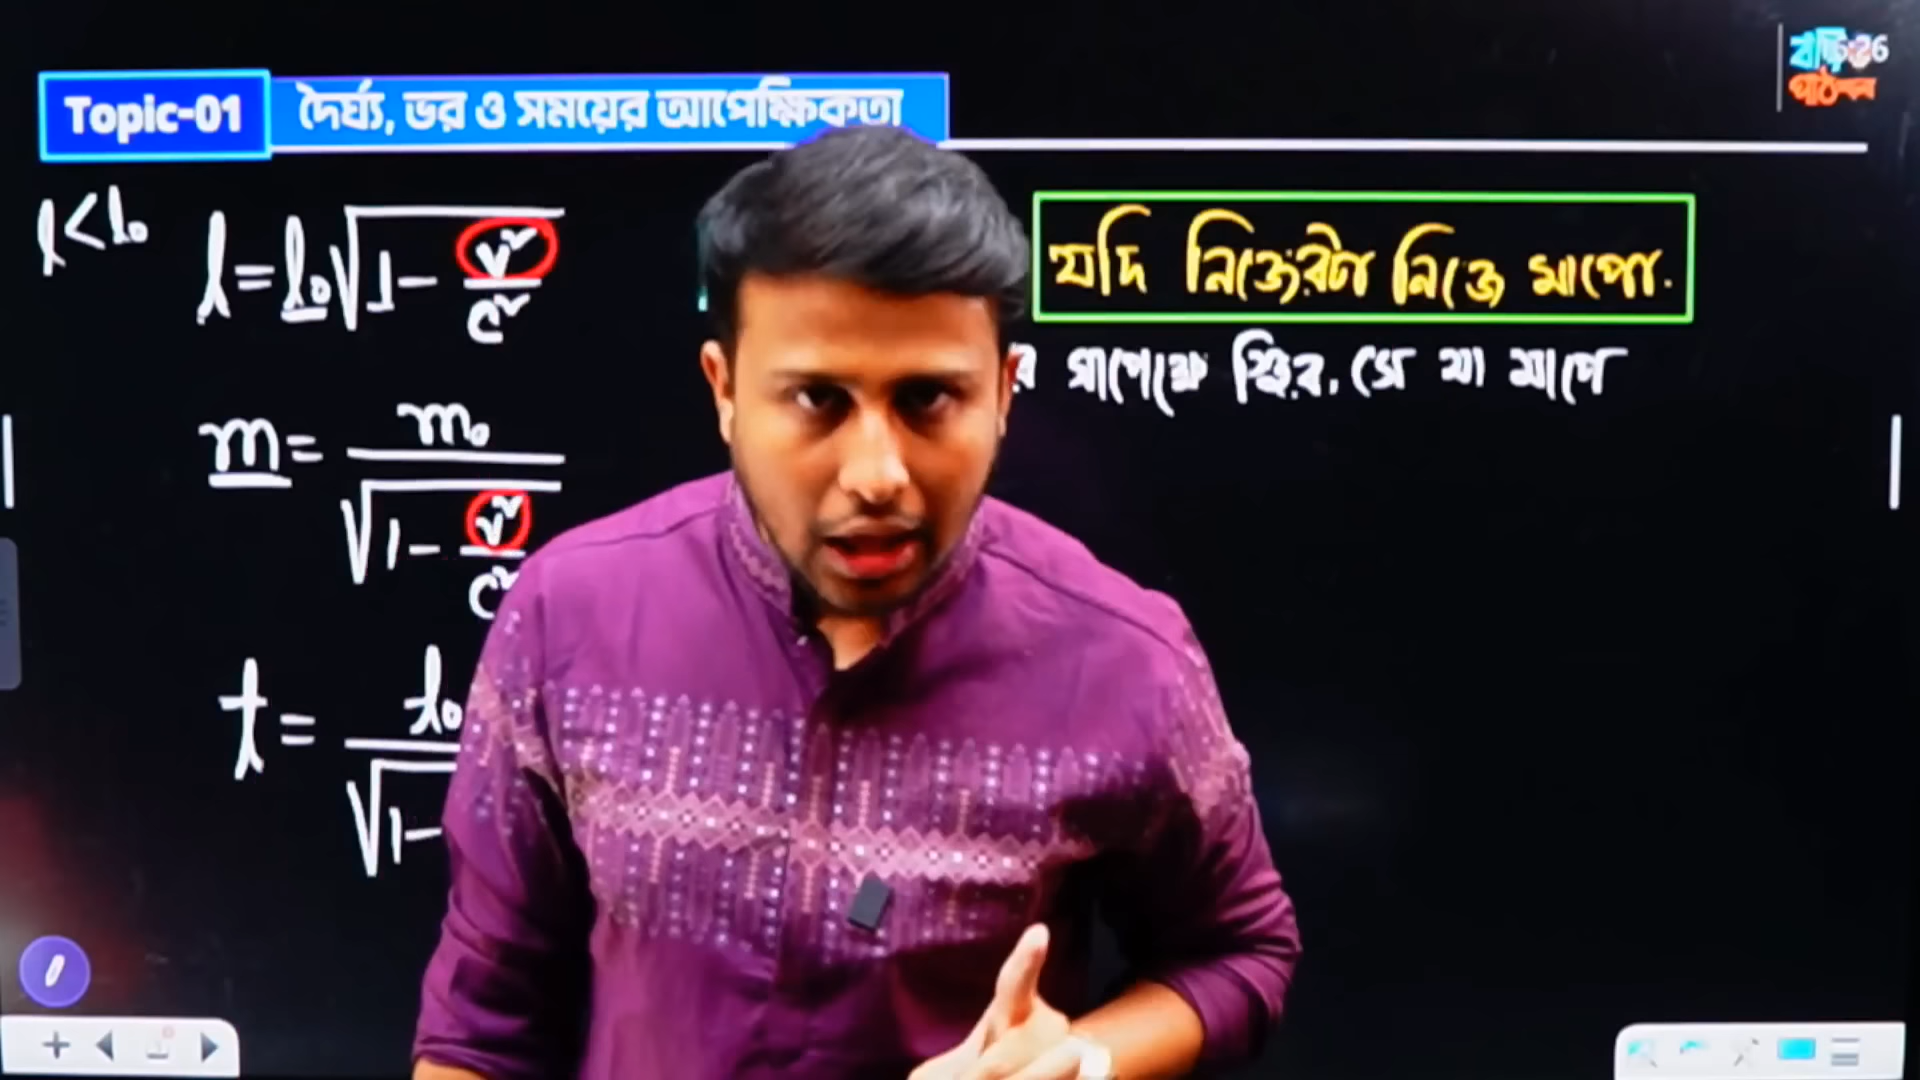 Topic-01 দৈর্ঘ্য, ভর ও সময়ের আপেক্ষিকতা
l<l₀
l=l₀√1-v²/c²
যদি নিজেরটা নিজে মাপো.
সাপেক্ষে স্থির. সে যা মাপে
m=m₀/√1-v²/c²
t=t₀/√1-
পাঠশালা